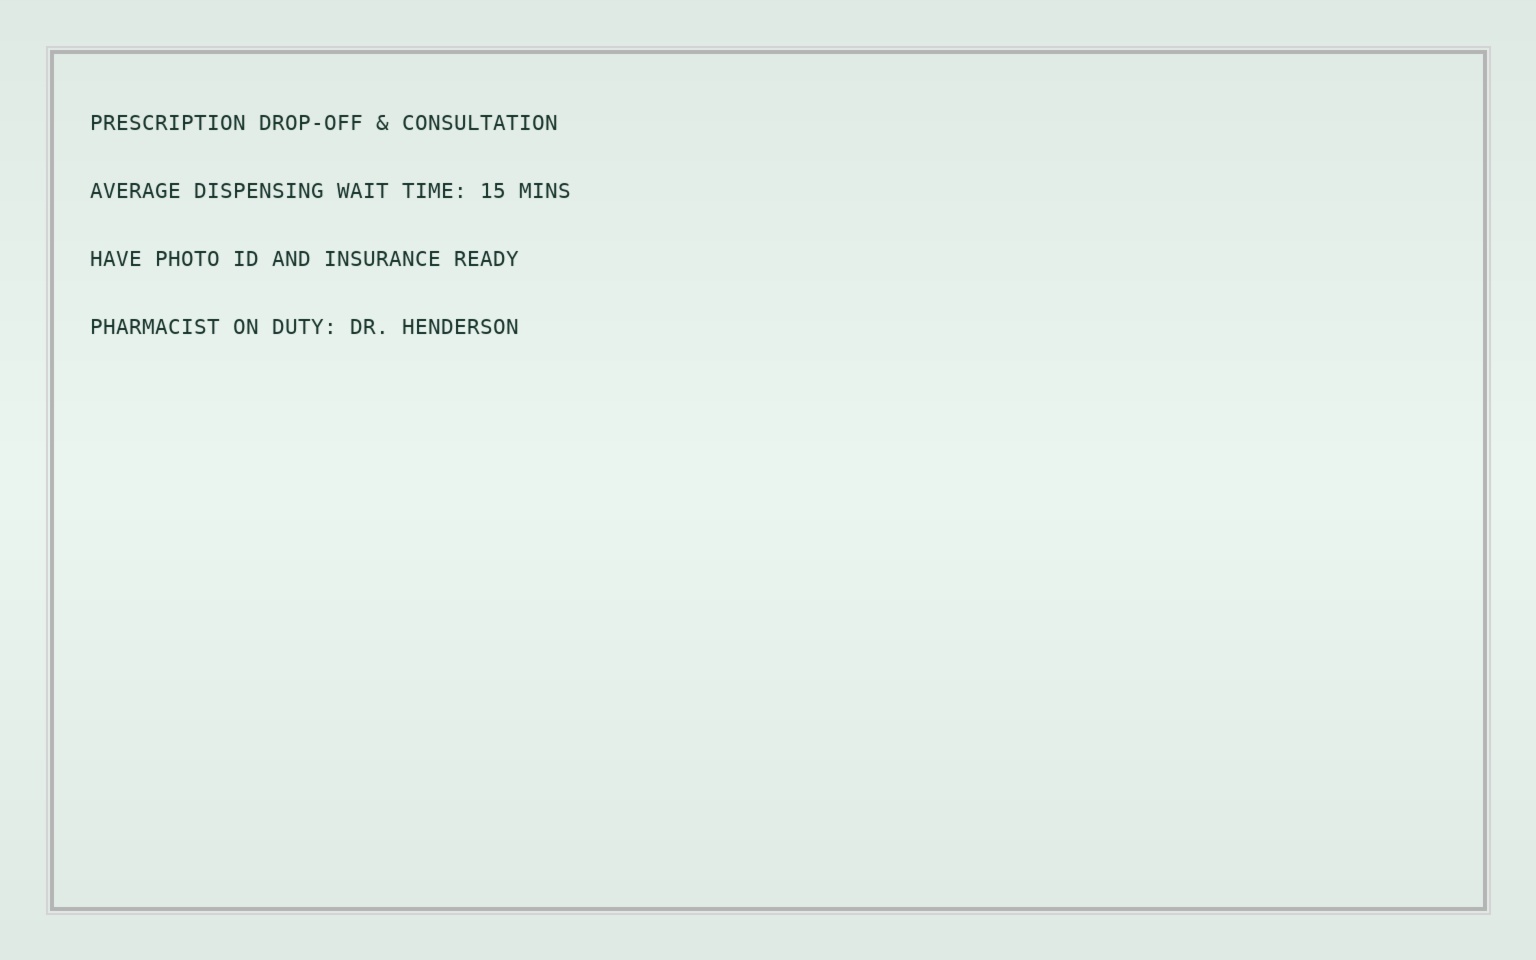 PRESCRIPTION DROP-OFF & CONSULTATION
AVERAGE DISPENSING WAIT TIME: 15 MINS
HAVE PHOTO ID AND INSURANCE READY
PHARMACIST ON DUTY: DR. HENDERSON